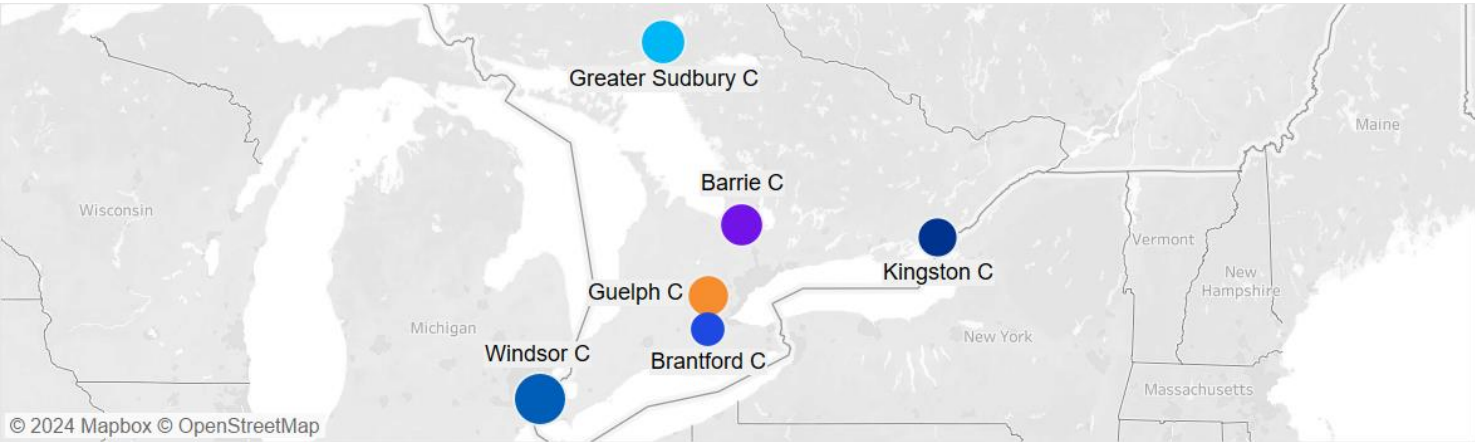 Greater Sudbury C
Maine
Barrie C
Wisconsin
Vermont
Kingston C
New
Hampshire
Guelph C
Michigan
New York
Windsor C
Brantford C
Massachusetts
© 2024 Mapbox © OpenStreetMap